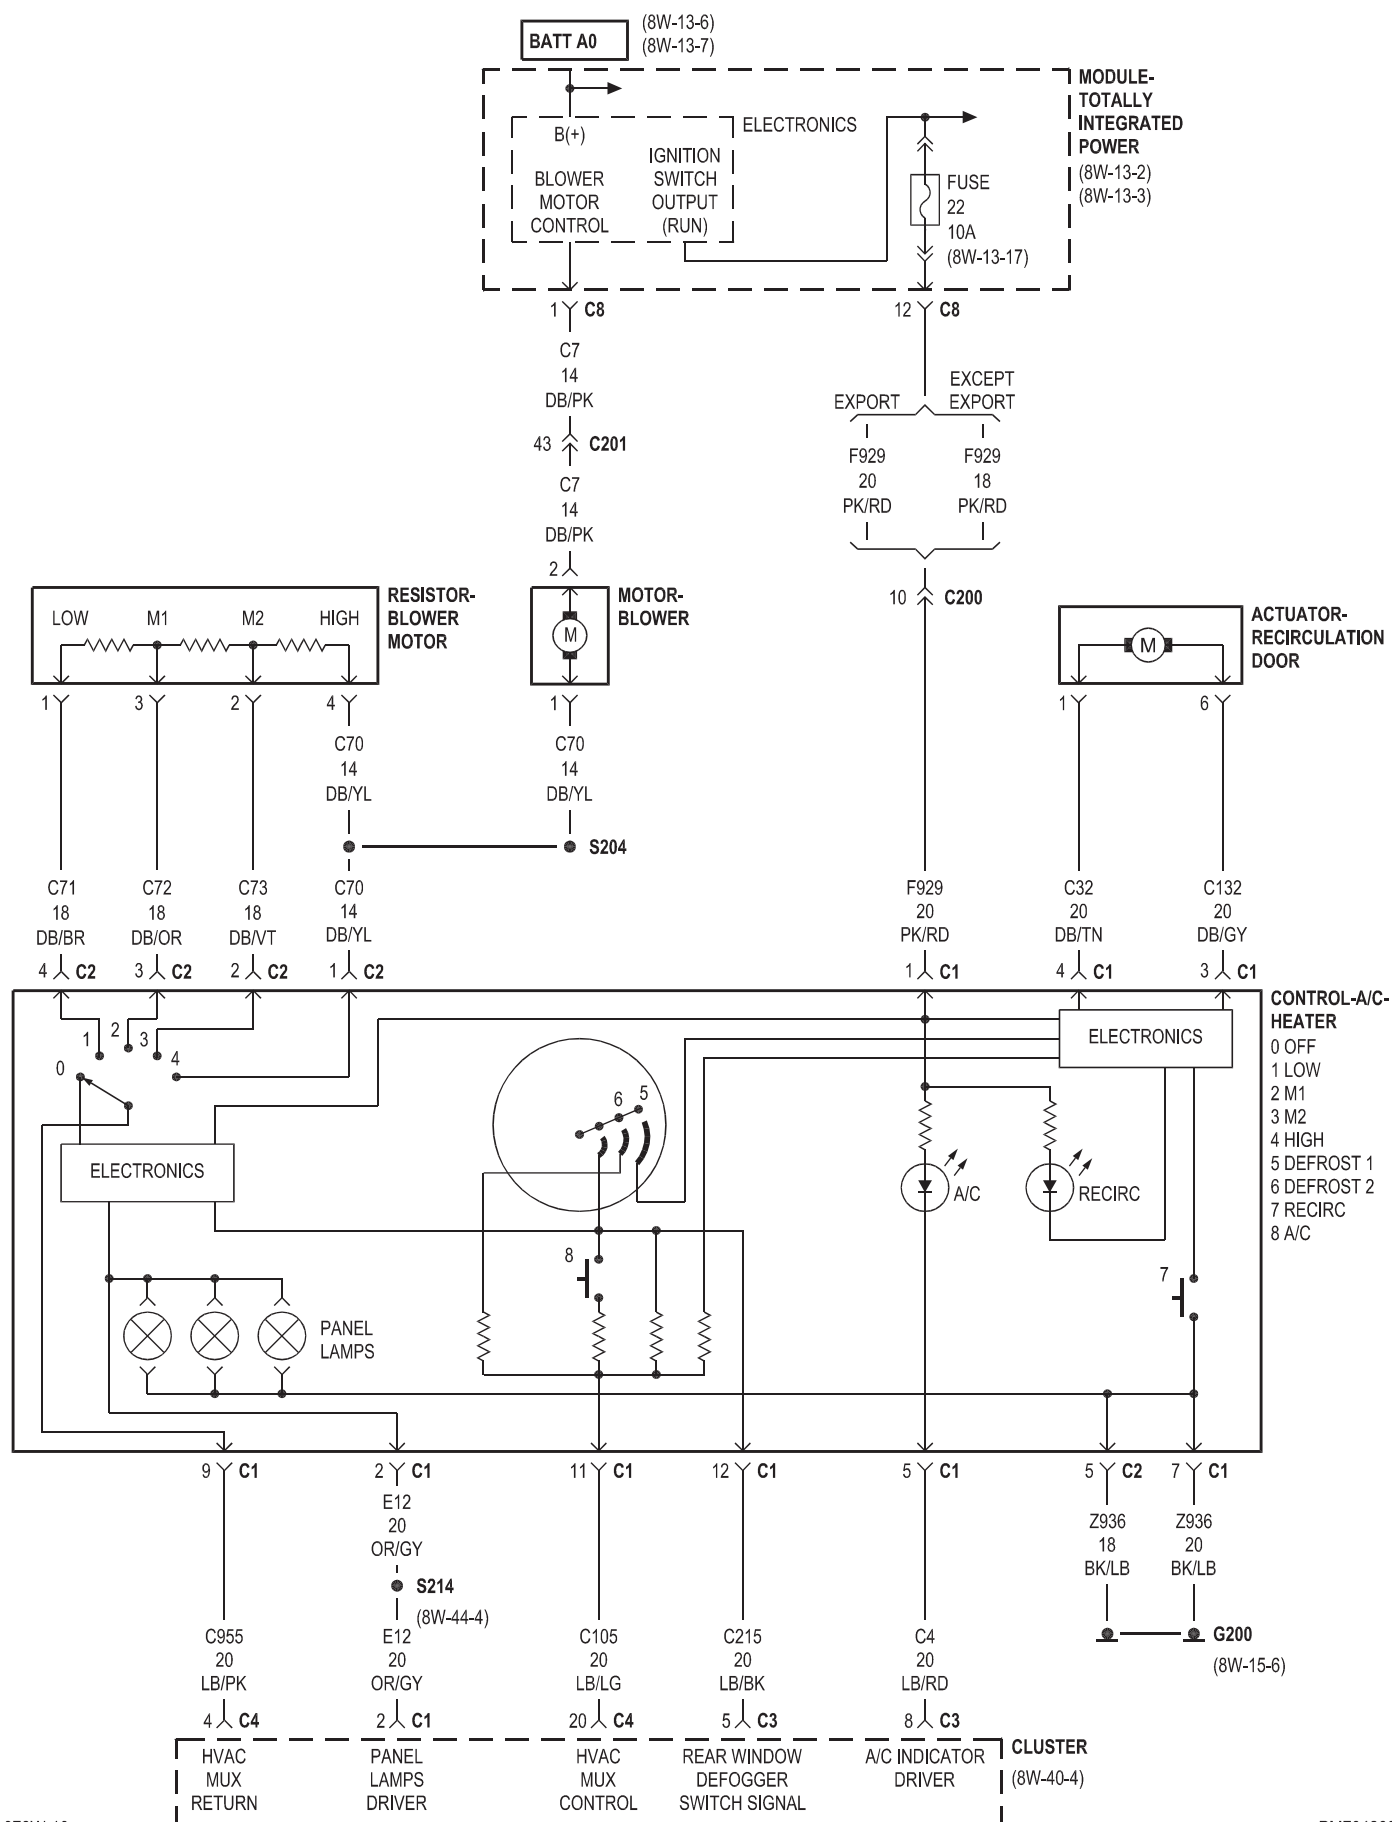 BATT A0
(8W-13-6)
(8W-13-7)
MODULE-
TOTALLY
INTEGRATED
POWER
(8W-13-2)
(8W-13-3)
ELECTRONICS
B(+)
BLOWER
MOTOR
CONTROL
IGNITION
SWITCH
OUTPUT
(RUN)
FUSE
22
10A
(8W-13-17)
1 C8
12 C8
C7
14
DB/PK
43 C201
C7
14
DB/PK
2
EXPORT
EXCEPT
EXPORT
F929
20
PK/RD
F929
18
PK/RD
10 C200
RESISTOR-
BLOWER
MOTOR
LOW M1 M2 HIGH
MOTOR-
BLOWER
M
ACTUATOR-
RECIRCULATION
DOOR
M
1 3 2 4 1 1 6
C70
14
DB/YL
C70
14
DB/YL
S204
C71
18
DB/BR
C72
18
DB/OR
C73
18
DB/VT
C70
14
DB/YL
F929
20
PK/RD
C32
20
DB/TN
C132
20
DB/GY
4 C2 3 C2 2 C2 1 C2 1 C1 4 C1 3 C1
CONTROL-A/C-
HEATER
0 OFF
1 LOW
2 M1
3 M2
4 HIGH
5 DEFROST 1
6 DEFROST 2
7 RECIRC
8 A/C
0 1 2 3 4
ELECTRONICS
6 5
ELECTRONICS
A/C
RECIRC
8
7
PANEL
LAMPS
9 C1 2 C1 11 C1 12 C1 5 C1 5 C2 7 C1
E12
20
OR/GY
S214
(8W-44-4)
Z936
18
BK/LB
Z936
20
BK/LB
G200
(8W-15-6)
C955
20
LB/PK
E12
20
OR/GY
C105
20
LB/LG
C215
20
LB/BK
C4
20
LB/RD
4 C4 2 C1 20 C4 5 C3 8 C3
HVAC
MUX
RETURN
PANEL
LAMPS
DRIVER
HVAC
MUX
CONTROL
REAR WINDOW
DEFOGGER
SWITCH SIGNAL
A/C INDICATOR
DRIVER
CLUSTER
(8W-40-4)